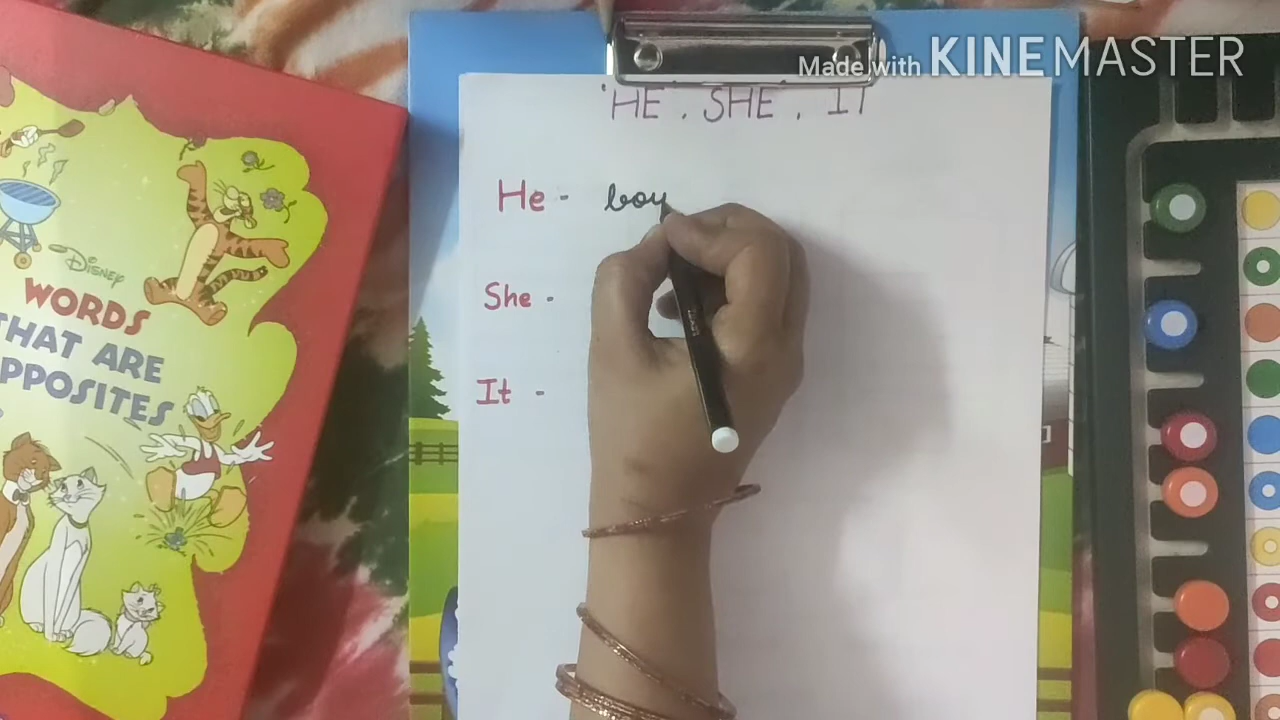 Made with KINEMASTER
'HE', SHE', IT
He - boy
She -
It -
Disney
WORDS
THAT ARE
OPPOSITES